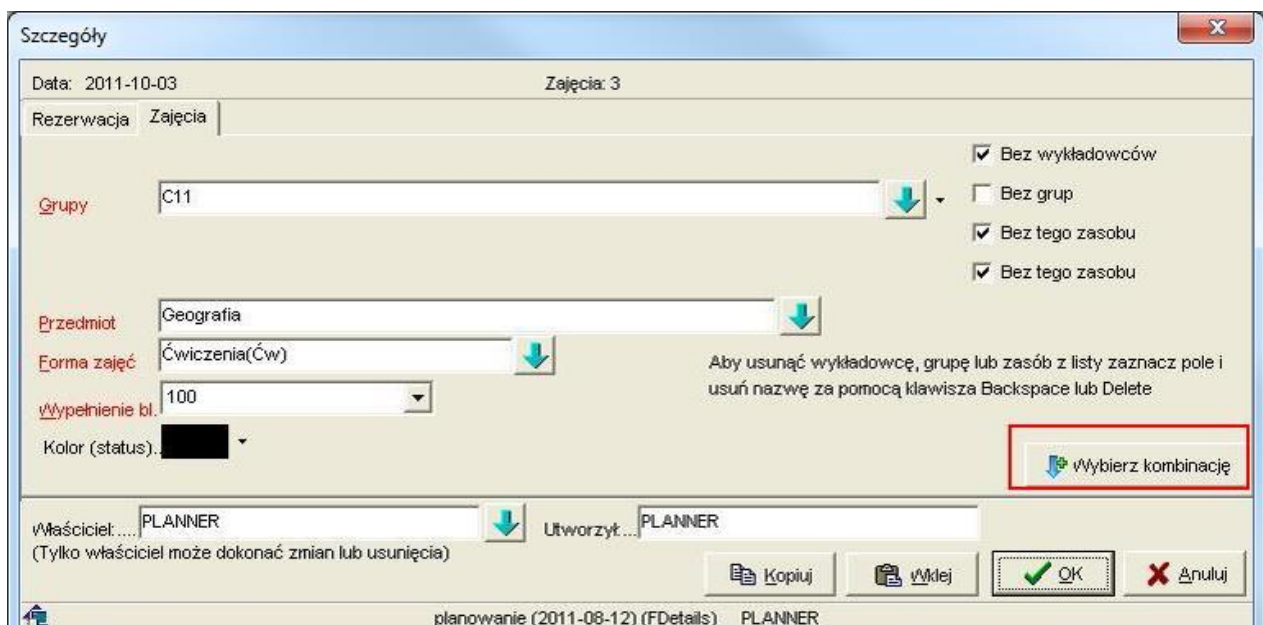 Szczegóły
Data: 2011-10-03 Zajęcia: 3
Rezerwacja Zajęcia
Bez wykładowców
Grupy C11 Bez grup
Bez tego zasobu
Bez tego zasobu
Przedmiot Geografia
Forma zajęć Ćwiczenia(Ćw)
Aby usunąć wykładowcę, grupę lub zasób z listy zaznacz pole i
usuń nazwę za pomocą klawisza Backspace lub Delete
Wypełnienie bl. 100
Kolor (status)..
Wybierz kombinację
Właściciel:.... PLANNER Utworzył... PLANNER
(Tylko właściciel może dokonać zmian lub usunięcia)
Kopiuj Wklej OK Anuluj
planowanie (2011-08-12) (FDetails) PLANNER